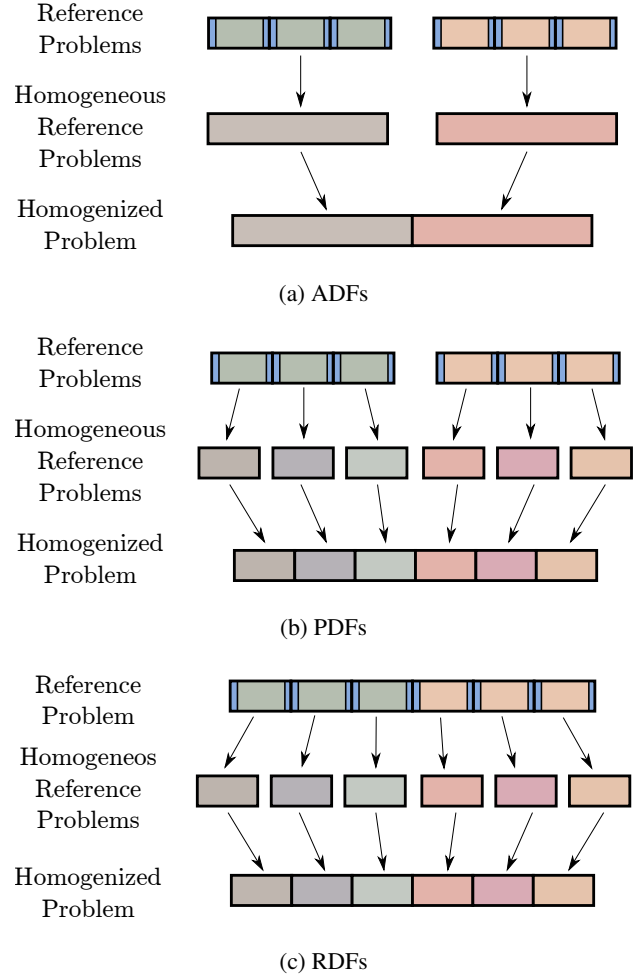 Reference
Problems
Homogeneous
Reference
Problems
Homogenized
Problem
(a) ADFs
Reference
Problems
Homogeneous
Reference
Problems
Homogenized
Problem
(b) PDFs
Reference
Problem
Homogeneos
Reference
Problems
Homogenized
Problem
(c) RDFs